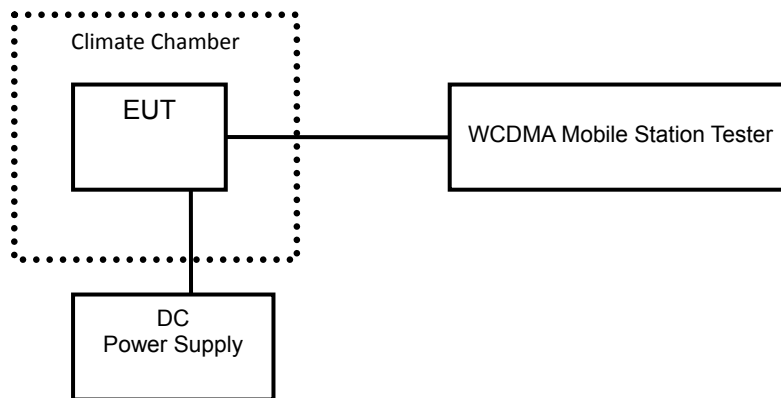 Climate Chamber
EUT
WCDMA Mobile Station Tester
DC
Power Supply